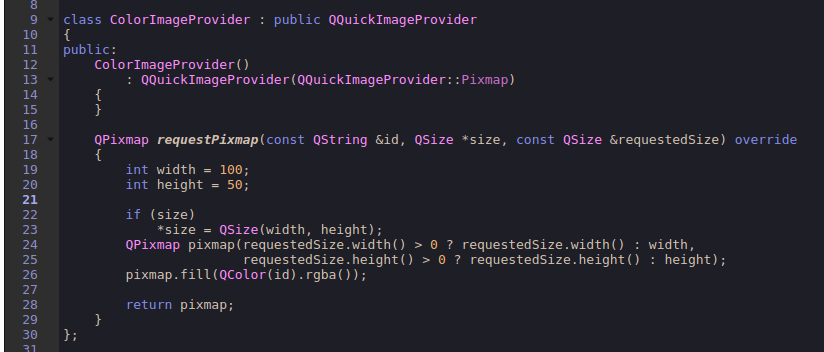 8
9 class ColorImageProvider : public QQuickImageProvider
10 {
11 public:
12     ColorImageProvider()
13         : QQuickImageProvider(QQuickImageProvider::Pixmap)
14     {
15     }
16
17     QPixmap requestPixmap(const QString &id, QSize *size, const QSize &requestedSize) override
18     {
19         int width = 100;
20         int height = 50;
21
22         if (size)
23             *size = QSize(width, height);
24         QPixmap pixmap(requestedSize.width() > 0 ? requestedSize.width() : width,
25                        requestedSize.height() > 0 ? requestedSize.height() : height);
26         pixmap.fill(QColor(id).rgba());
27
28         return pixmap;
29     }
30 };
31